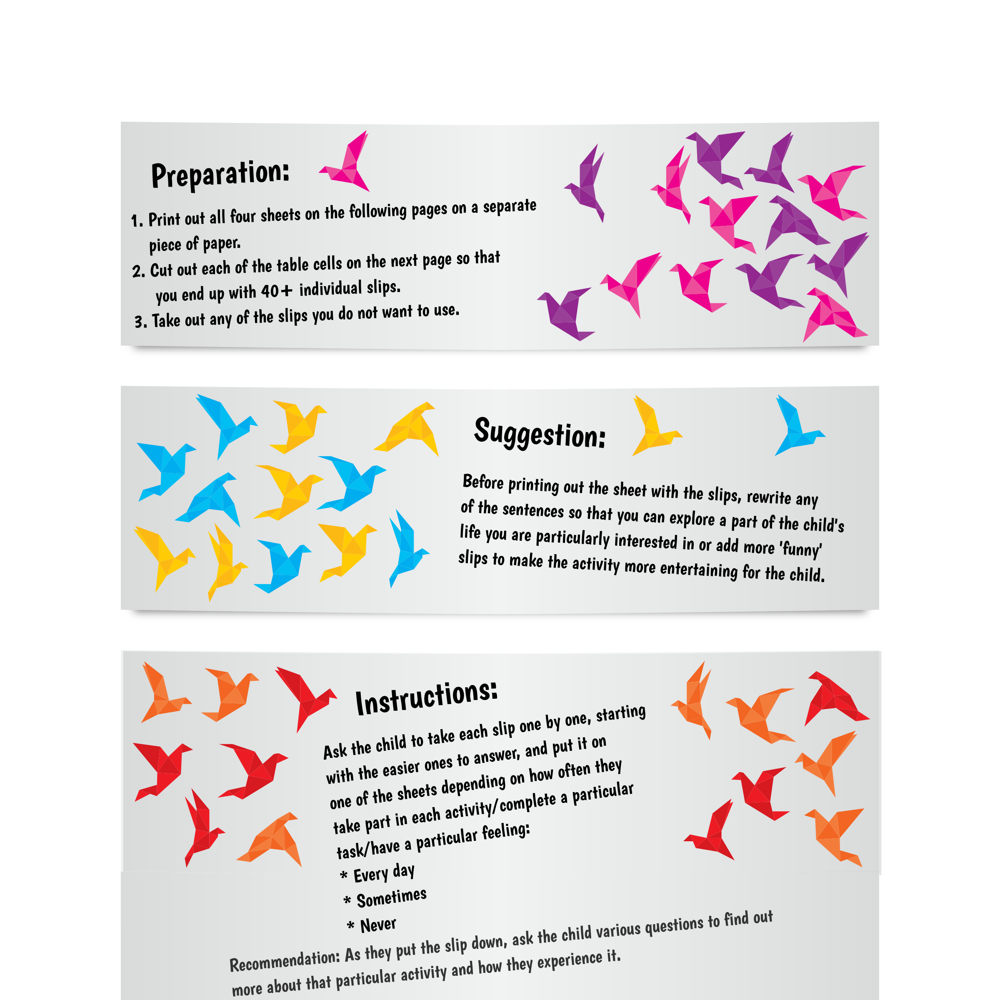 Preparation:
1. Print out all four sheets on the following pages on a separate
piece of paper.
2. Cut out each of the table cells on the next page so that
you end up with 40+ individual slips.
3. Take out any of the slips you do not want to use.
Suggestion:
Before printing out the sheet with the slips, rewrite any
of the sentences so that you can explore a part of the child's
life you are particularly interested in or add more 'funny'
slips to make the activity more entertaining for the child.
Instructions:
Ask the child to take each slip one by one, starting
with the easier ones to answer, and put it on
one of the sheets depending on how often they
take part in each activity/complete a particular
task/have a particular feeling:
* Every day
* Sometimes
* Never
Recommendation: As they put the slip down, ask the child various questions to find out
more about that particular activity and how they experience it.